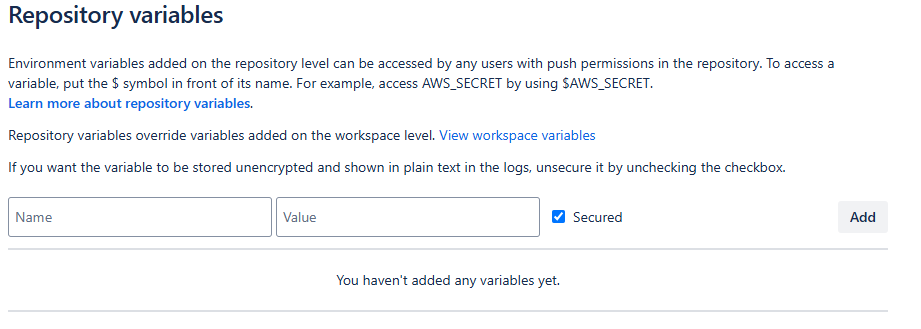 Repository variables
Environment variables added on the repository level can be accessed by any users with push permissions in the repository. To access a
variable, put the $ symbol in front of its name. For example, access AWS_SECRET by using $AWS_SECRET.
Learn more about repository variables.
Repository variables override variables added on the workspace level. View workspace variables
If you want the variable to be stored unencrypted and shown in plain text in the logs, unsecure it by unchecking the checkbox.
Name Value Secured Add
You haven't added any variables yet.